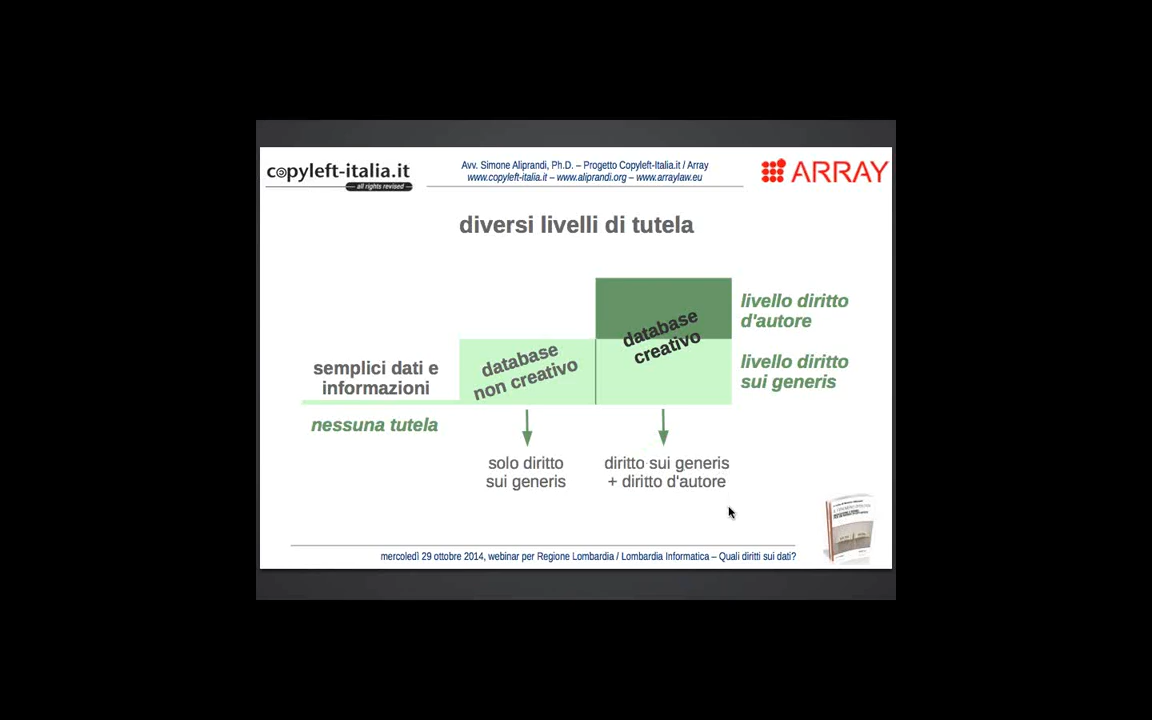 copyleft-italia.it
all rights revised
Avv. Simone Aliprandi, Ph.D. – Progetto Copyleft-Italia.it / Array
www.copyleft-italia.it – www.aliprandi.org – www.arraylaw.eu
ARRAY
diversi livelli di tutela
livello diritto
d'autore
database
creativo
livello diritto
sui generis
database
non creativo
semplici dati e
informazioni
nessuna tutela
solo diritto
sui generis
diritto sui generis
+ diritto d'autore
mercoledì 29 ottobre 2014, webinar per Regione Lombardia / Lombardia Informatica – Quali diritti sui dati?